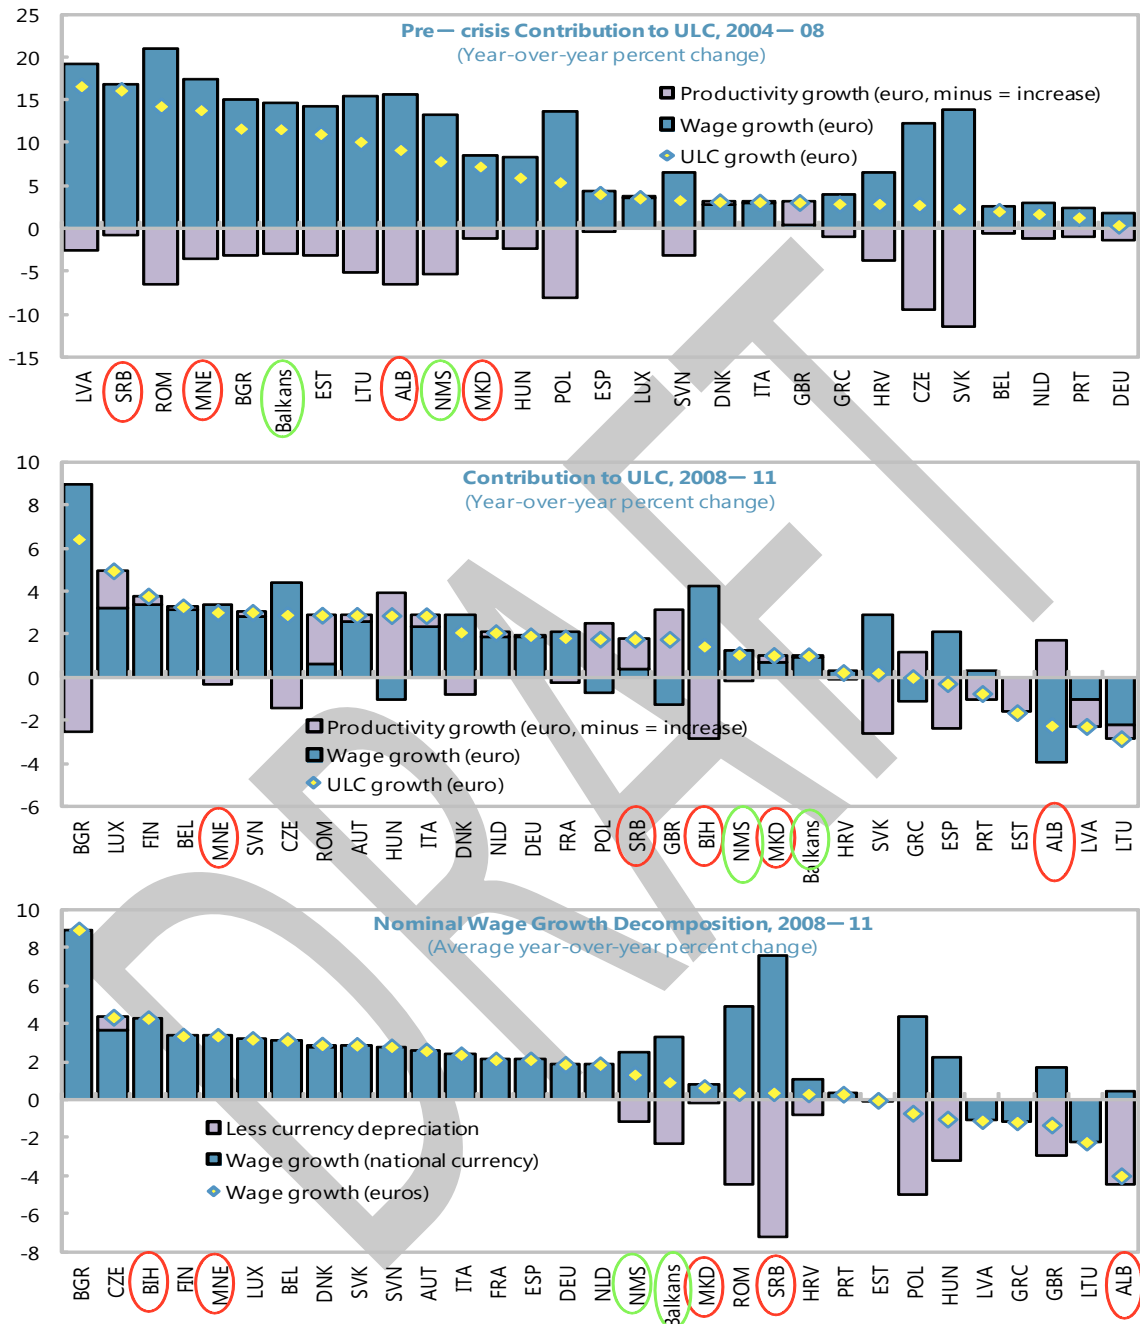 Pre— crisis Contribution to ULC, 2004— 08
(Year-over-year percent change)
25
20
15
10
5
0
-5
-10
-15
Productivity growth (euro, minus = increase)
Wage growth (euro)
ULC growth (euro)
LVA SRB ROM MNE BGR Balkans EST LTU ALB NMS MKD HUN POL ESP LUX SVN DNK ITA GBR GRC HRV CZE SVK BEL NLD PRT DEU
Contribution to ULC, 2008— 11
(Year-over-year percent change)
10
8
6
4
2
0
-2
-4
-6
Productivity growth (euro, minus = increase)
Wage growth (euro)
ULC growth (euro)
BGR LUX FIN BEL MNE SVN CZE ROM AUT HUN ITA DNK NLD DEU FRA POL SRB GBR BIH NMS MKD Balkans HRV SVK GRC ESP PRT EST ALB LVA LTU
Nominal Wage Growth Decomposition, 2008— 11
(Average year-over-year percent change)
10
8
6
4
2
0
-2
-4
-6
-8
Less currency depreciation
Wage growth (national currency)
Wage growth (euros)
BGR CZE BIH FIN MNE LUX BEL DNK SVK SVN AUT ITA FRA ESP DEU NLD NMS Balkans MKD ROM SRB HRV PRT EST POL HUN LVA GRC GBR LTU ALB
DRAFT